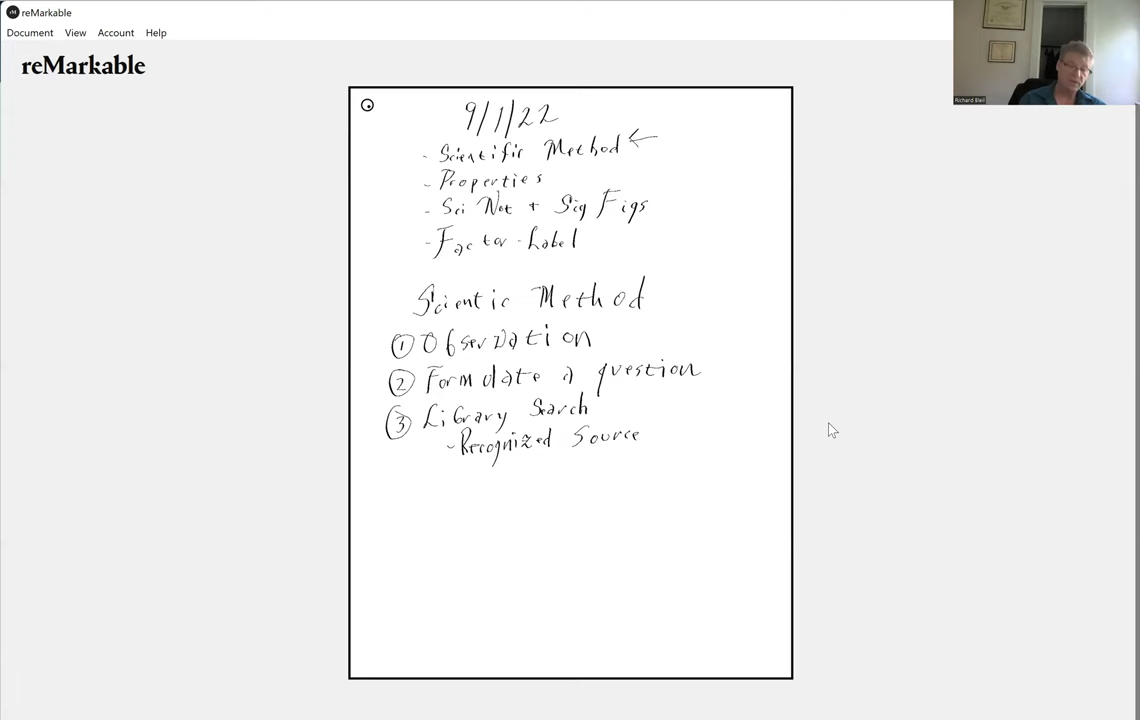 reMarkable
Document View Account Help
reMarkable
Richard Bleil
9/1/22
- Scientific Method ←
- Properties
- Sci Not + Sig Figs
- Factor-Label
Scientic Method
① Observation
② Formulate a question
③ Library Search
- Recognized Source